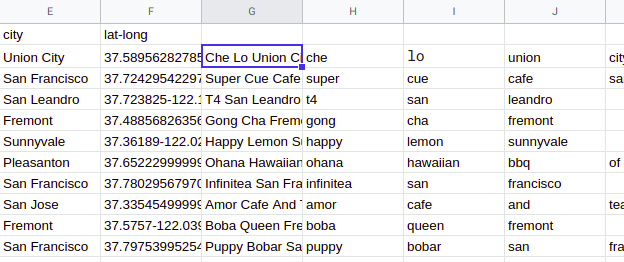 E F G H I J
city lat-long
Union City 37.58956282785 Che Lo Union C che lo union city
San Francisco 37.72429542297 Super Cue Cafe super cue cafe sa
San Leandro 37.723825-122.1 T4 San Leandro t4 san leandro
Fremont 37.48856826356 Gong Cha Frem gong cha fremont
Sunnyvale 37.36189-122.02 Happy Lemon S happy lemon sunnyvale
Pleasanton 37.65222999999 Ohana Hawaiian ohana hawaiian bbq of
San Francisco 37.78029567970 Infinitea San Fra infinitea san francisco
San Jose 37.33545499999 Amor Cafe And T amor cafe and tea
Fremont 37.5757-122.039 Boba Queen Fre boba queen fremont
San Francisco 37.79753995254 Puppy Bobar Sa puppy bobar san fra